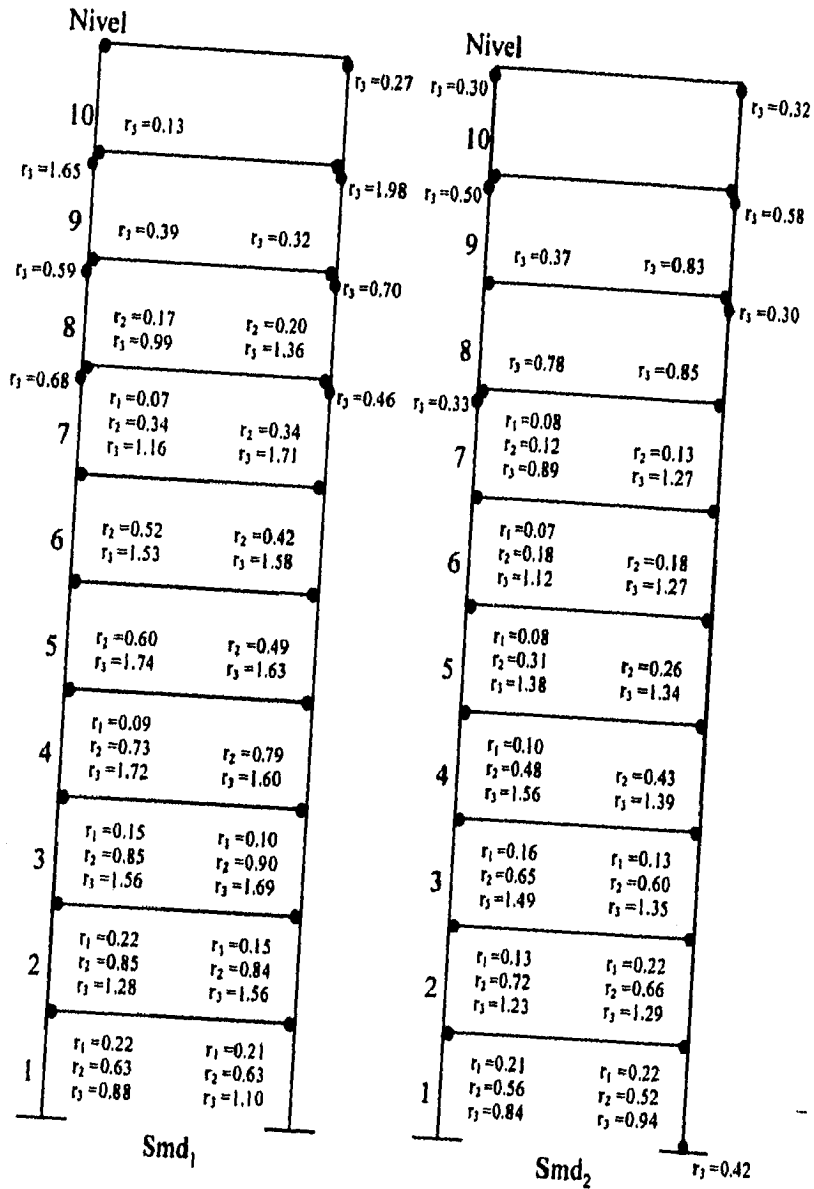 Nivel
r₃=0.27
10
r₃=0.13
r₃=1.65
r₃=1.98
9
r₃=0.39
r₃=0.32
r₃=0.59
r₃=0.70
8
r₂=0.17
r₃=0.99
r₂=0.20
r₃=1.36
r₃=0.68
r₃=0.46
7
r₁=0.07
r₂=0.34
r₃=1.16
r₂=0.34
r₃=1.71
6
r₂=0.52
r₃=1.53
r₂=0.42
r₃=1.58
5
r₂=0.60
r₃=1.74
r₂=0.49
r₃=1.63
4
r₁=0.09
r₂=0.73
r₃=1.72
r₂=0.79
r₃=1.60
3
r₁=0.15
r₂=0.85
r₃=1.56
r₃=0.10
r₂=0.90
r₃=1.69
2
r₁=0.22
r₂=0.85
r₃=1.28
r₃=0.15
r₂=0.84
r₃=1.56
1
r₁=0.22
r₂=0.63
r₃=0.88
r₁=0.21
r₂=0.63
r₃=1.10
Smd₁
Nivel
r₃=0.30
r₃=0.32
10
r₃=0.50
r₃=0.58
9
r₃=0.37
r₃=0.83
r₃=0.30
8
r₃=0.78
r₃=0.85
r₃=0.33
7
r₁=0.08
r₂=0.12
r₃=0.89
r₂=0.13
r₃=1.27
6
r₁=0.07
r₂=0.18
r₃=1.12
r₂=0.18
r₃=1.27
5
r₁=0.08
r₂=0.31
r₃=1.38
r₂=0.26
r₃=1.34
4
r₁=0.10
r₂=0.48
r₃=1.56
r₂=0.43
r₃=1.39
3
r₁=0.16
r₂=0.65
r₃=1.49
r₁=0.13
r₂=0.60
r₃=1.35
2
r₁=0.13
r₂=0.72
r₃=1.23
r₁=0.22
r₂=0.66
r₃=1.29
1
r₁=0.21
r₂=0.56
r₃=0.84
r₁=0.22
r₂=0.52
r₃=0.94
r₃=0.42
Smd₂